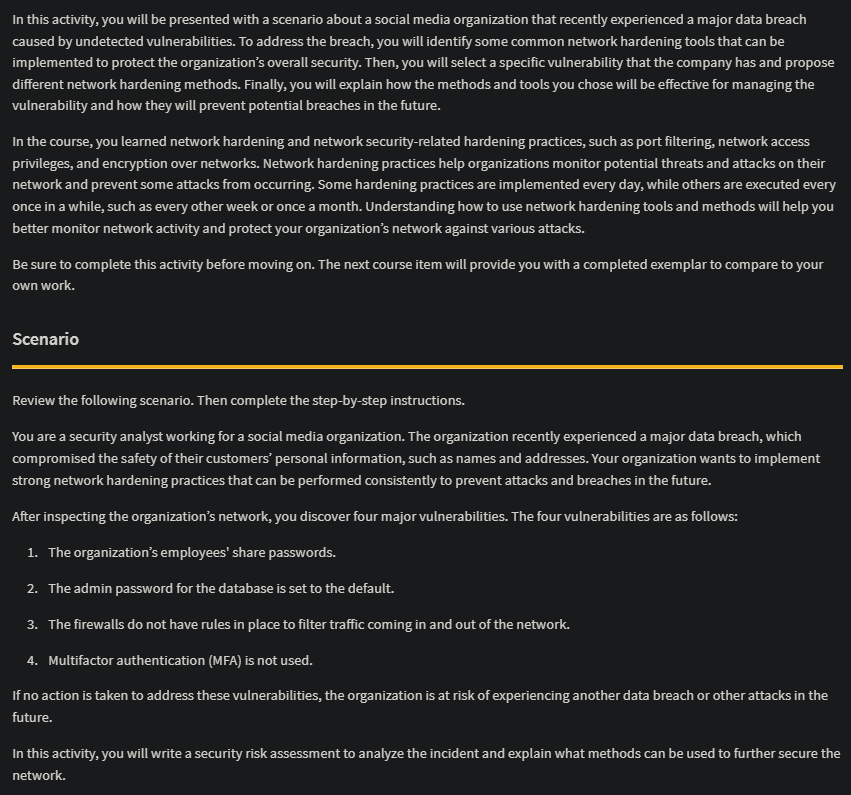 In this activity, you will be presented with a scenario about a social media organization that recently experienced a major data breach
caused by undetected vulnerabilities. To address the breach, you will identify some common network hardening tools that can be
implemented to protect the organization's overall security. Then, you will select a specific vulnerability that the company has and propose
different network hardening methods. Finally, you will explain how the methods and tools you chose will be effective for managing the
vulnerability and how they will prevent potential breaches in the future.
In the course, you learned network hardening and network security-related hardening practices, such as port filtering, network access
privileges, and encryption over networks. Network hardening practices help organizations monitor potential threats and attacks on their
network and prevent some attacks from occurring. Some hardening practices are implemented every day, while others are executed every
once in a while, such as every other week or once a month. Understanding how to use network hardening tools and methods will help you
better monitor network activity and protect your organization's network against various attacks.
Be sure to complete this activity before moving on. The next course item will provide you with a completed exemplar to compare to your
own work.
Scenario
Review the following scenario. Then complete the step-by-step instructions.
You are a security analyst working for a social media organization. The organization recently experienced a major data breach, which
compromised the safety of their customers' personal information, such as names and addresses. Your organization wants to implement
strong network hardening practices that can be performed consistently to prevent attacks and breaches in the future.
After inspecting the organization's network, you discover four major vulnerabilities. The four vulnerabilities are as follows:
1. The organization's employees' share passwords.
2. The admin password for the database is set to the default.
3. The firewalls do not have rules in place to filter traffic coming in and out of the network.
4. Multifactor authentication (MFA) is not used.
If no action is taken to address these vulnerabilities, the organization is at risk of experiencing another data breach or other attacks in the
future.
In this activity, you will write a security risk assessment to analyze the incident and explain what methods can be used to further secure the
network.